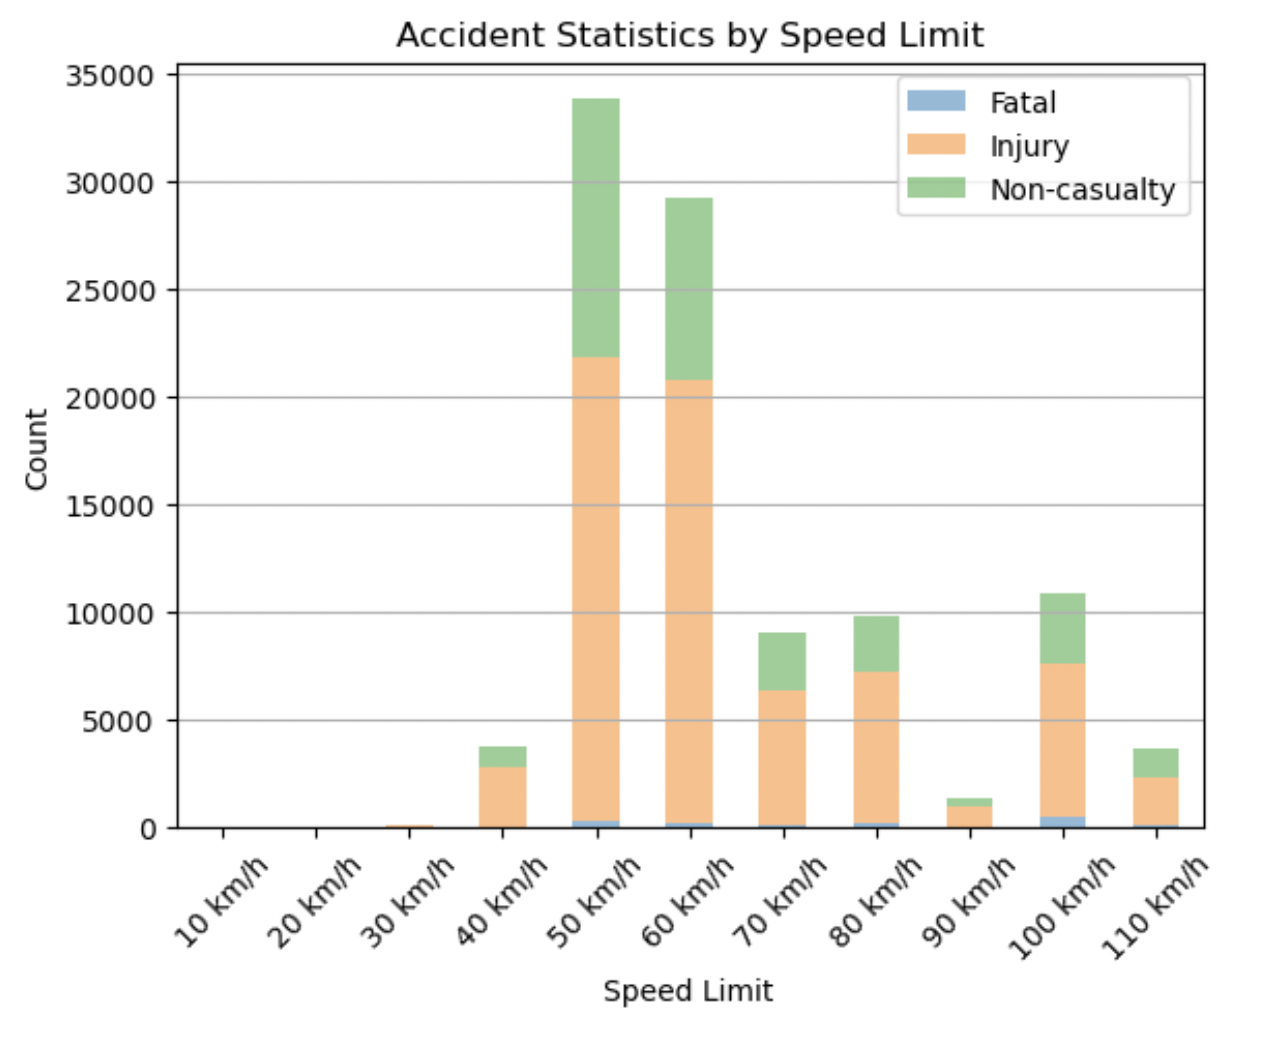 Accident Statistics by Speed Limit
35000
30000
25000
20000
15000
10000
5000
0
Count
Fatal
Injury
Non-casualty
10 km/h
20 km/h
30 km/h
40 km/h
50 km/h
60 km/h
70 km/h
80 km/h
90 km/h
100 km/h
110 km/h
Speed Limit